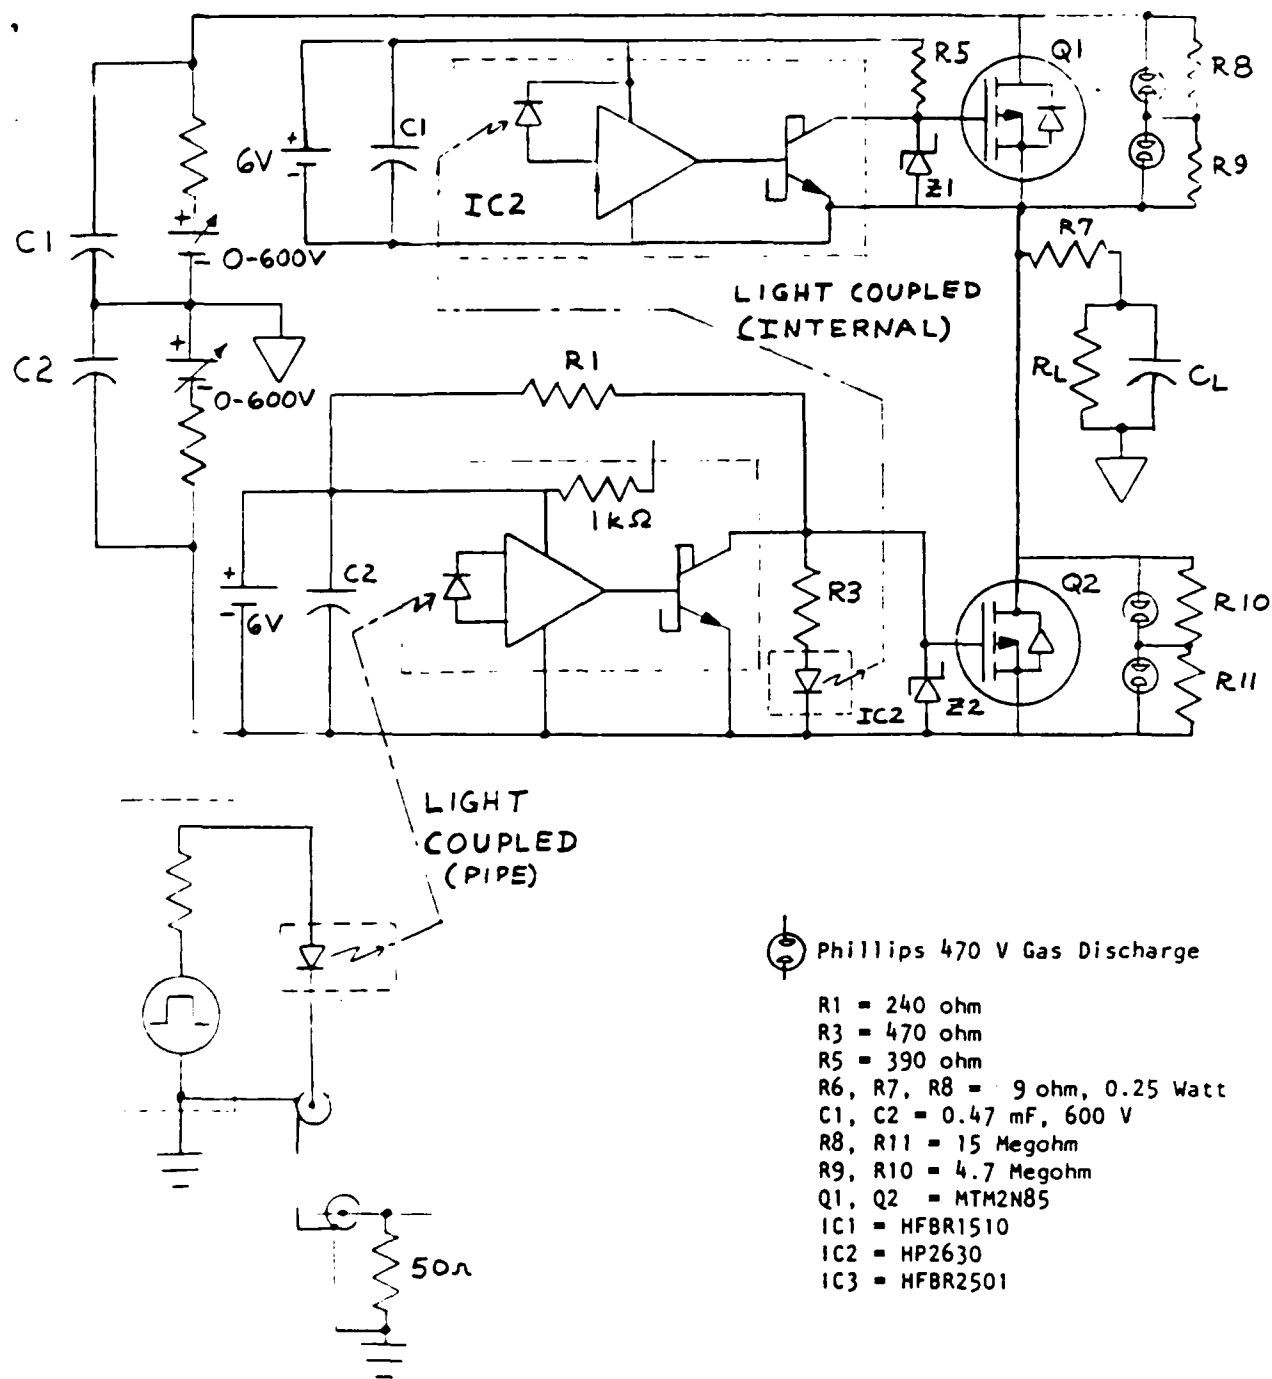 R5
Q1
R8
C1
6V
+
-
IC2
Z1
R9
C1
+
-
0-600V
R7
LIGHT COUPLED
(INTERNAL)
C2
+
-
0-600V
R1
RL
CL
1kΩ
+
-
6V
C2
R3
Q2
R10
IC2
Z2
R11
LIGHT
COUPLED
(PIPE)
Phillips 470 V Gas Discharge
R1 = 240 ohm
R3 = 470 ohm
R5 = 390 ohm
R6, R7, R8 = 9 ohm, 0.25 Watt
C1, C2 = 0.47 mF, 600 V
R8, R11 = 15 Megohm
R9, R10 = 4.7 Megohm
Q1, Q2 = MTM2N85
IC1 = HFBR1510
IC2 = HP2630
IC3 = HFBR2501
50Ω